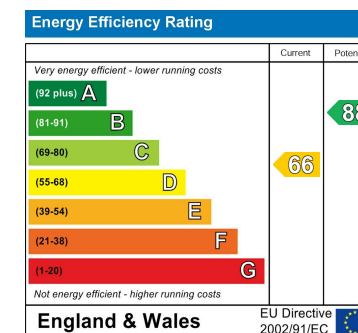 Energy Efficiency Rating
Current
Very energy efficient - lower running costs
(92 plus) A
(81-91) B
(69-80) C
(55-68) D
(39-54) E
(21-38) F
(1-20) G
66
Not energy efficient - higher running costs
England & Wales
EU Directive
2002/91/EC